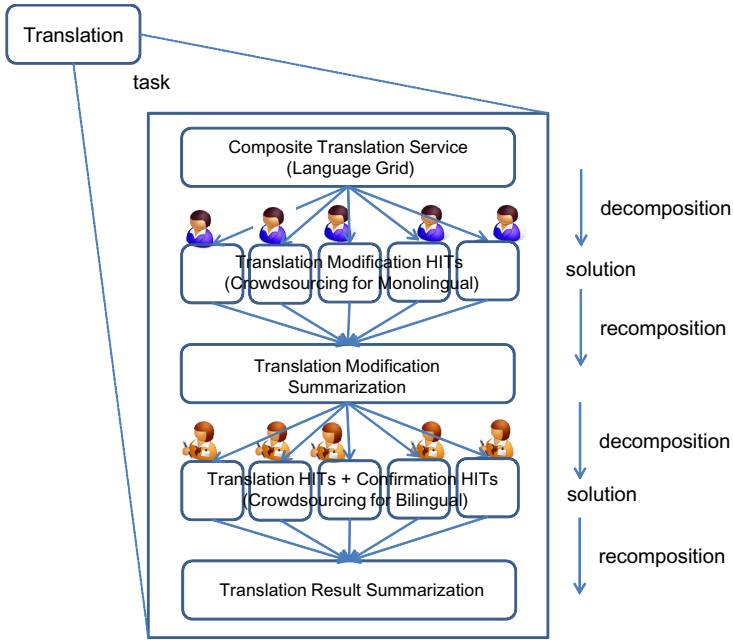 Translation
task
Composite Translation Service
(Language Grid)
decomposition
Translation Modification HITs
(Crowdsourcing for Monolingual)
solution
recomposition
Translation Modification
Summarization
decomposition
Translation HITs + Confirmation HITs
(Crowdsourcing for Bilingual)
solution
recomposition
Translation Result Summarization